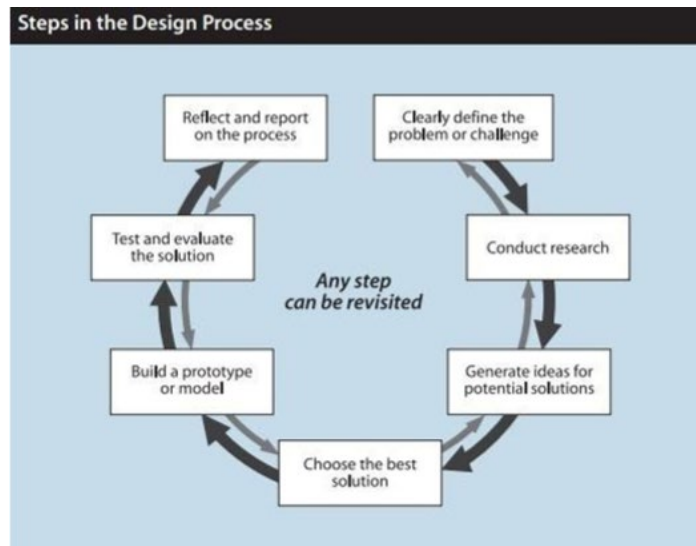 Steps in the Design Process
Clearly define the
problem or challenge
Conduct research
Generate ideas for
potential solutions
Choose the best
solution
Build a prototype
or model
Test and evaluate
the solution
Reflect and report
on the process
Any step
can be revisited